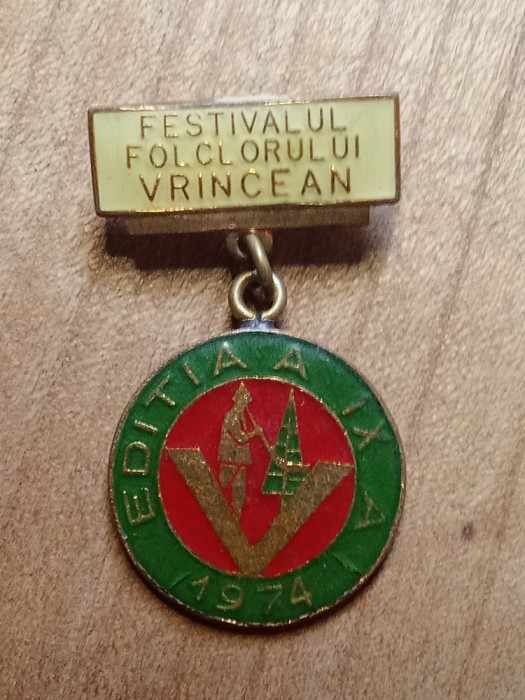 FESTIVALUL
FOLCLORULUI
VRINCEAN
EDITIA A IX A
1974